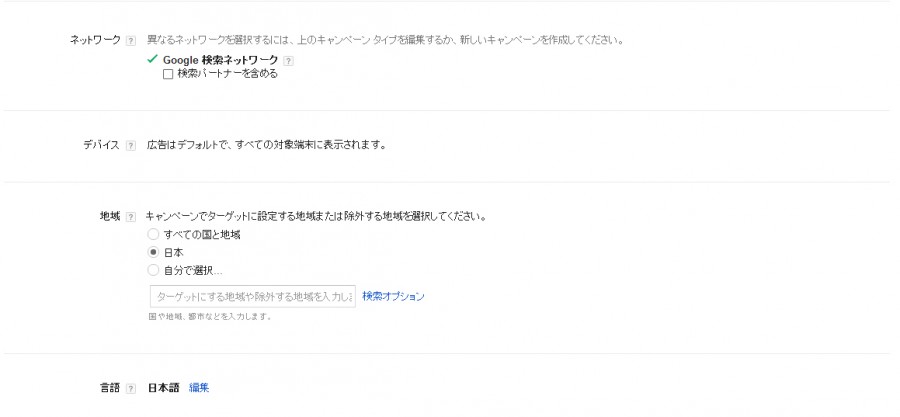 ネットワーク ? 異なるネットワークを選択するには、上のキャンペーン タイプを編集するか、新しいキャンペーンを作成してください。
Google 検索ネットワーク ?
検索パートナーを含める
デバイス ? 広告はデフォルトで、すべての対象端末に表示されます。
地域 ? キャンペーンでターゲットに設定する地域または除外する地域を選択してください。
すべての国と地域
日本
自分で選択...
ターゲットにする地域や除外する地域を入力しま 検索オプション
国や地域、都市などを入力します。
言語 ? 日本語 編集